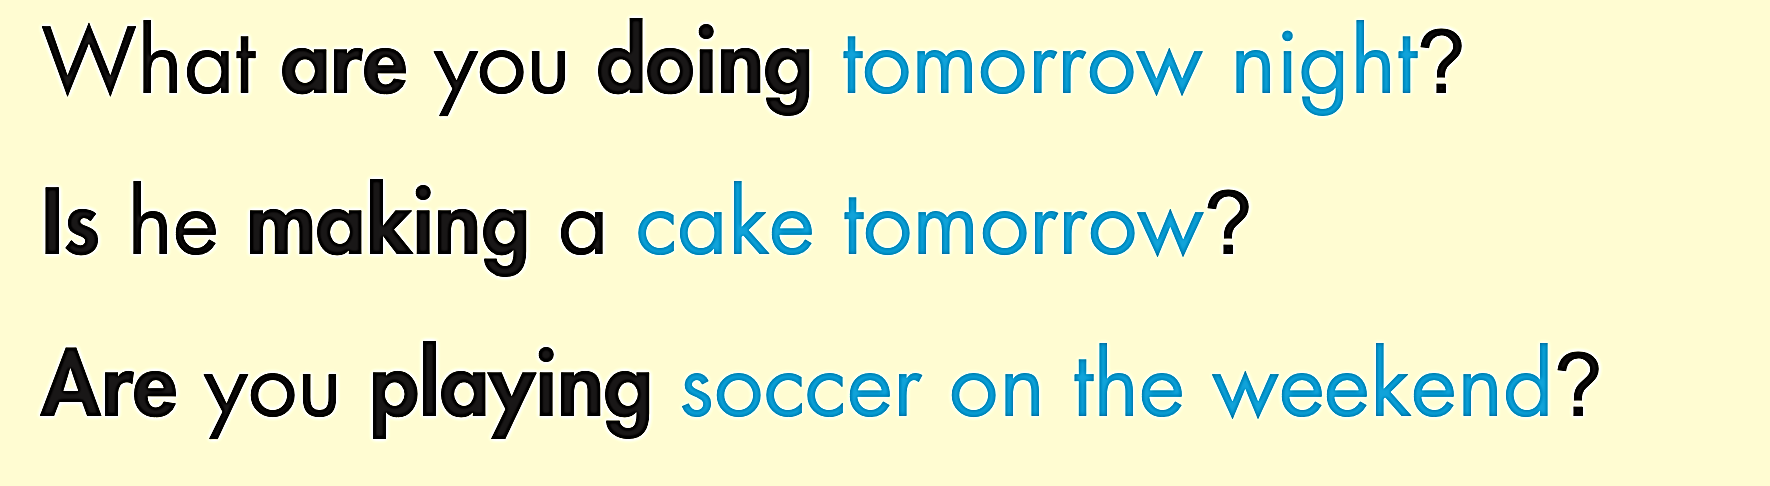 What are you doing tomorrow night?
Is he making a cake tomorrow?
Are you playing soccer on the weekend?